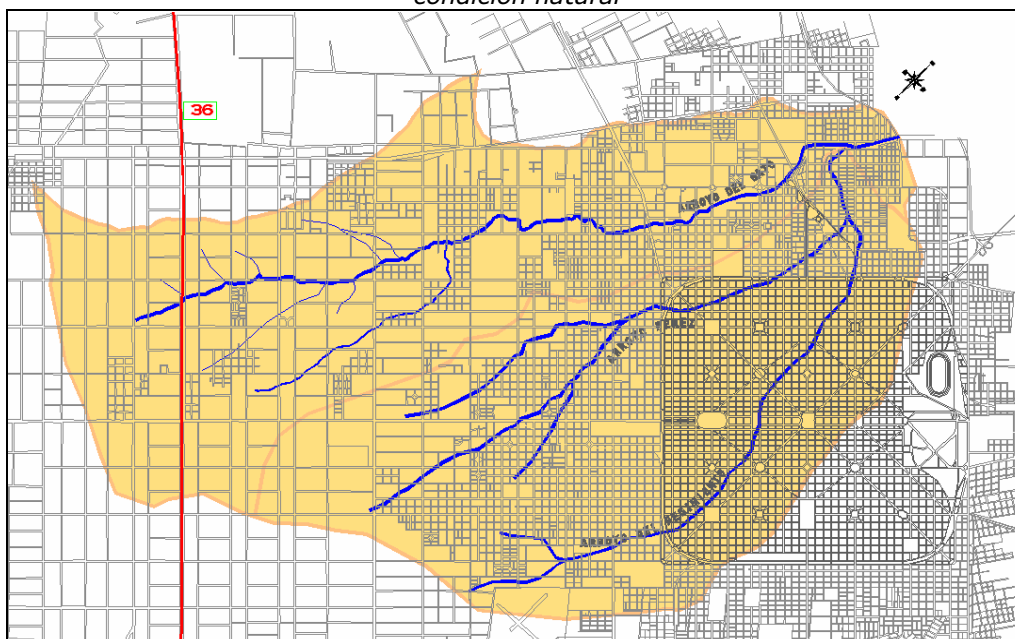 condición natural
36
ARROYO DEL GATO
ARROYO PEREZ
ARROYO DEL REGIMIENTO